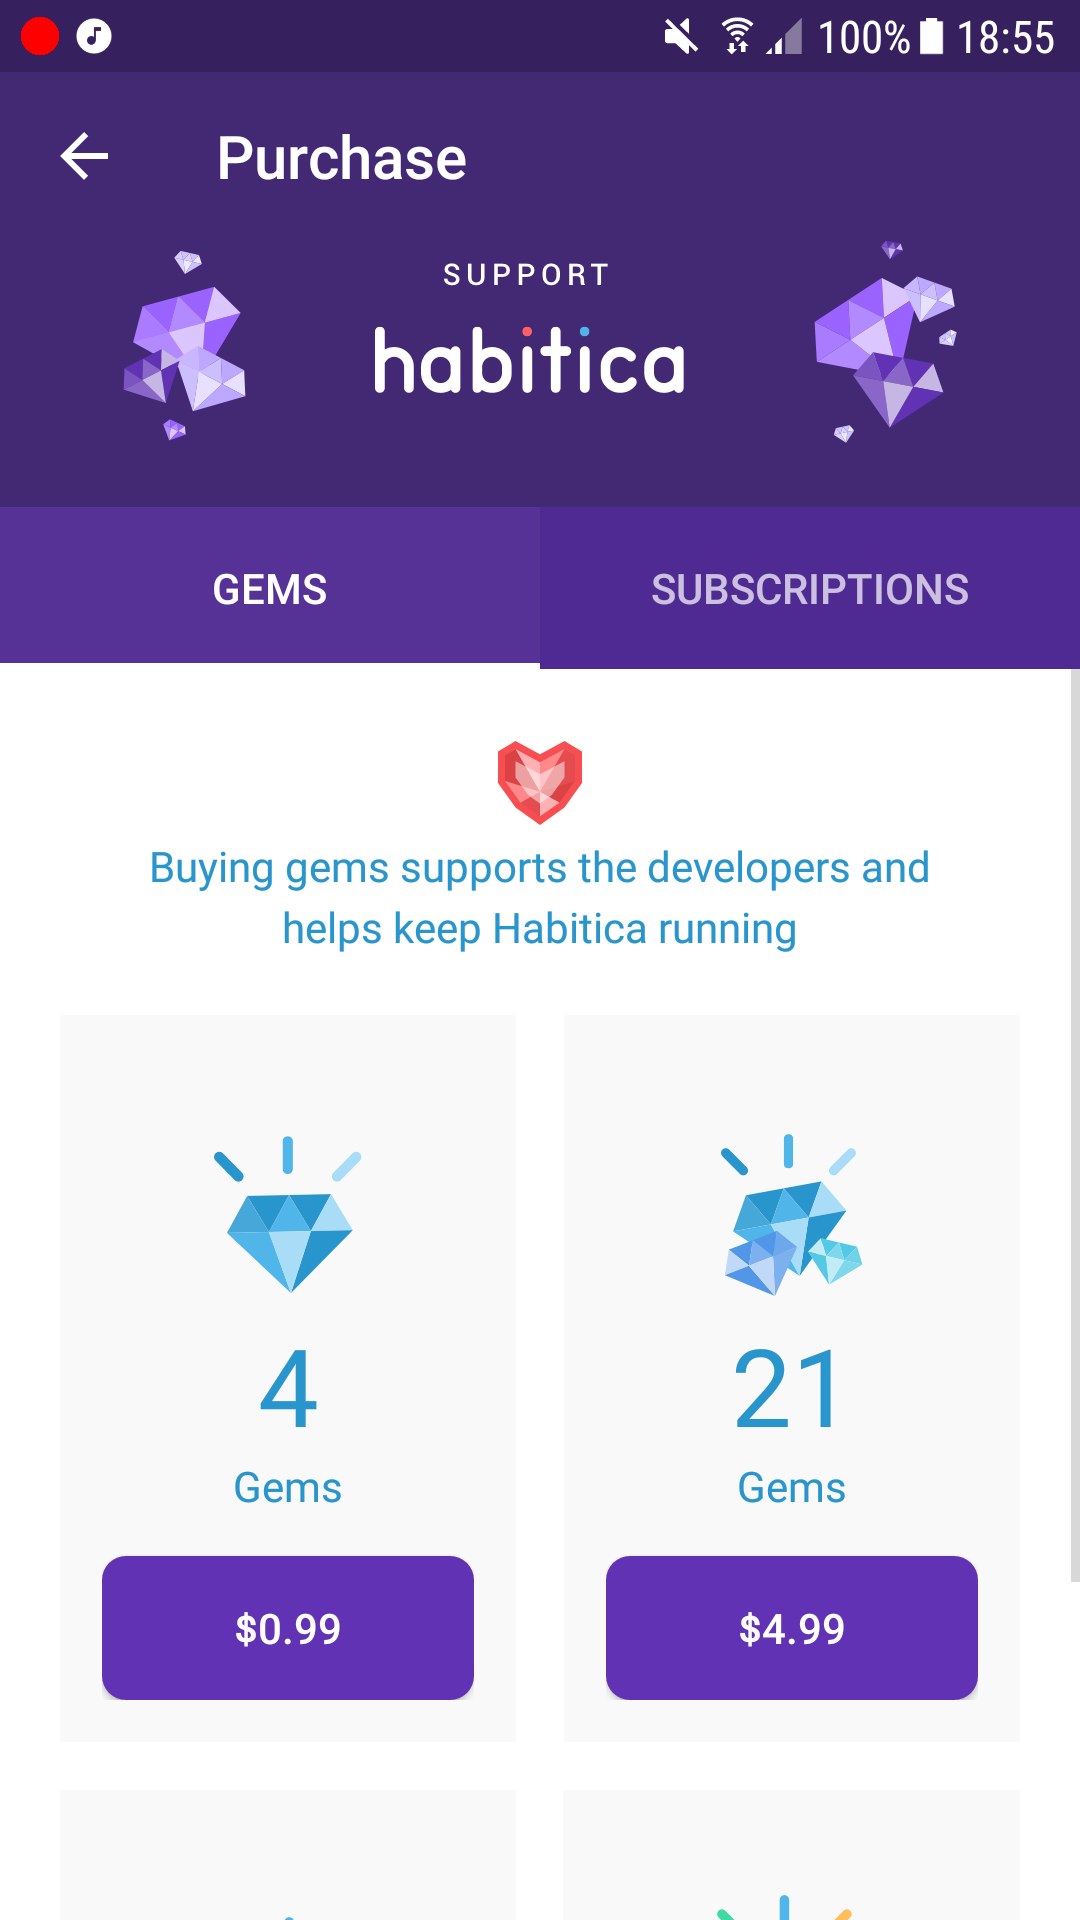 100% 18:55
Purchase
SUPPORT
habitica
GEMS
SUBSCRIPTIONS
Buying gems supports the developers and
helps keep Habitica running
4
Gems
$0.99
21
Gems
$4.99